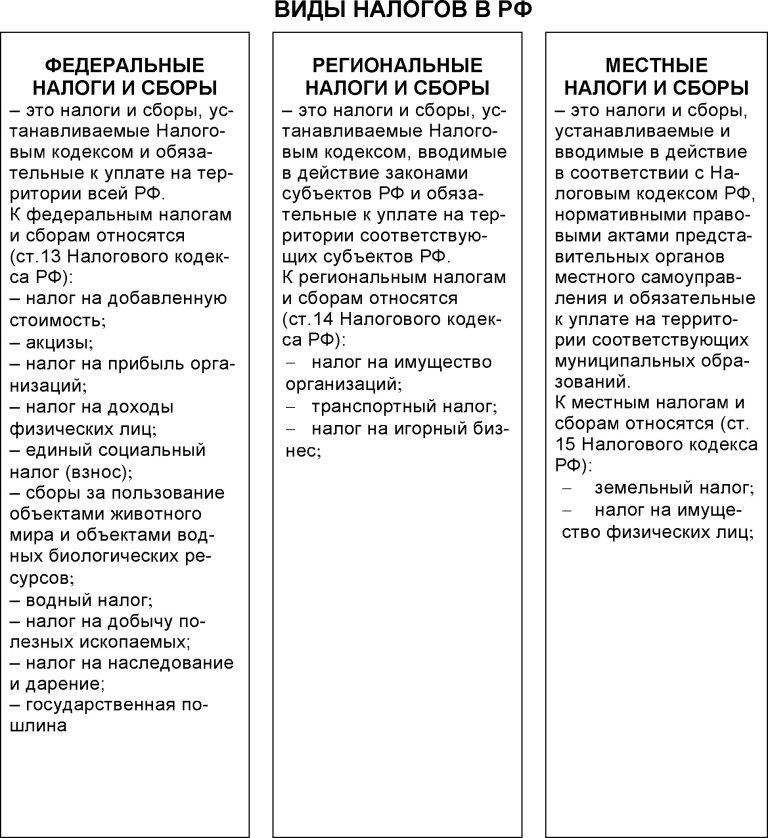 ВИДЫ НАЛОГОВ В РФ
ФЕДЕРАЛЬНЫЕ
НАЛОГИ И СБОРЫ
– это налоги и сборы, ус-
танавливаемые Налого-
вым кодексом и обяза-
тельные к уплате на тер-
ритории всей РФ.
К федеральным налогам
и сборам относятся
(ст.13 Налогового кодек-
са РФ):
– налог на добавленную
стоимость;
– акцизы;
– налог на прибыль орга-
низаций;
– налог на доходы
физических лиц;
– единый социальный
налог (взнос);
– сборы за пользование
объектами животного
мира и объектами вод-
ных биологических ре-
сурсов;
– водный налог;
– налог на добычу по-
лезных ископаемых;
– налог на наследование
и дарение;
– государственная по-
шлина
РЕГИОНАЛЬНЫЕ
НАЛОГИ И СБОРЫ
– это налоги и сборы, ус-
танавливаемые Налого-
вым кодексом, вводимые
в действие законами
субъектов РФ и обяза-
тельные к уплате на тер-
ритории соответствую-
щих субъектов РФ.
К региональным налогам
и сборам относятся
(ст.14 Налогового кодек-
са РФ):
– налог на имущество
организаций;
– транспортный налог;
– налог на игорный биз-
нес;
МЕСТНЫЕ
НАЛОГИ И СБОРЫ
– это налоги и сборы,
устанавливаемые и
вводимые в действие
в соответствии с На-
логовым кодексом РФ,
нормативными право-
выми актами предста-
вительных органов
местного самоуправ-
ления и обязательные
к уплате на террито-
рии соответствующих
муниципальных обра-
зований.
К местным налогам и
сборам относятся (ст.
15 Налогового кодекса
РФ):
– земельный налог;
– налог на имуще-
ство физических лиц;